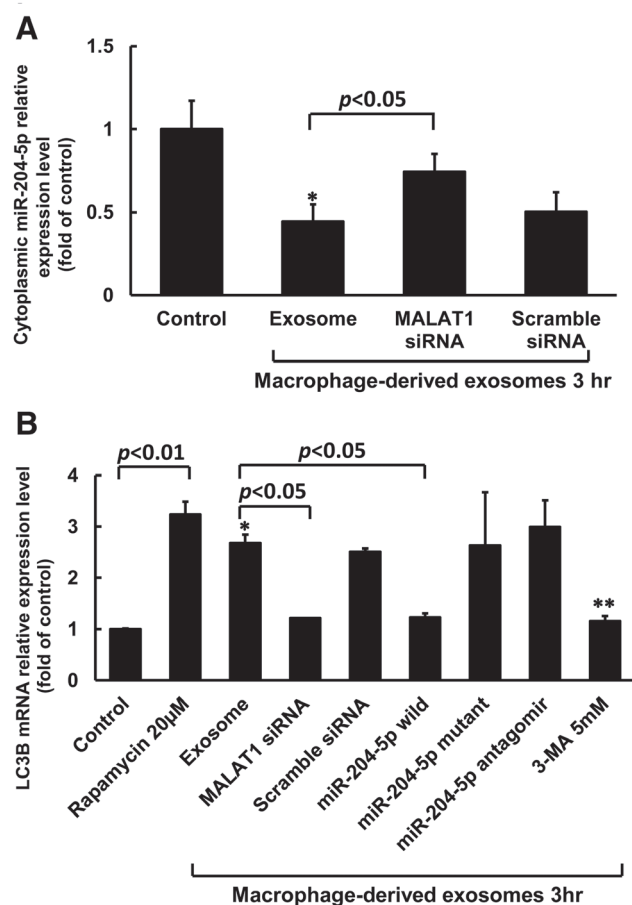 A
Cytoplasmic miR-204-5p relative
expression level
(fold of control)
1.5
1
0.5
0
p<0.05
*
Control
Exosome
MALAT1
siRNA
Scramble
siRNA
Macrophage-derived exosomes 3 hr
B
LC3B mRNA relative expression level
(fold of control)
4
3
2
1
0
p<0.01
p<0.05
p<0.05
*
**
Control
Rapamycin 20μM
Exosome
MALAT1 siRNA
Scramble siRNA
miR-204-5p wild
miR-204-5p mutant
miR-204-5p antagomir
3-MA 5mM
Macrophage-derived exosomes 3hr